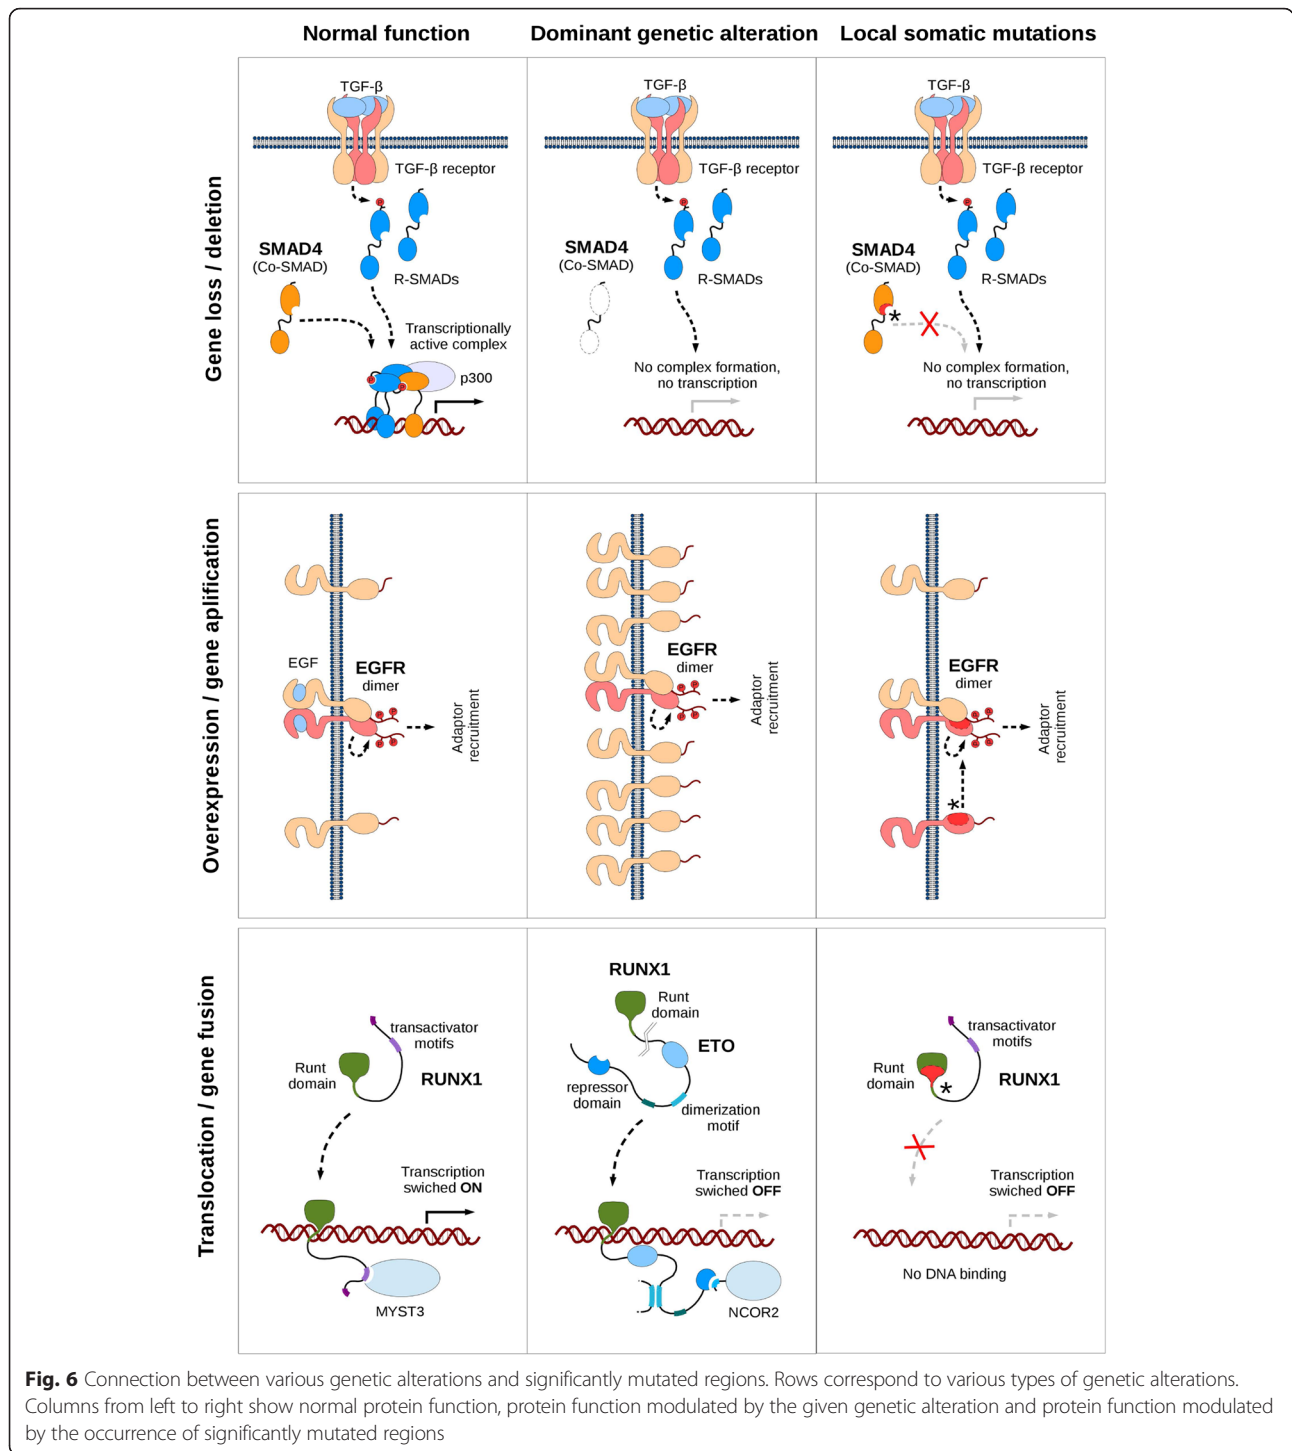 Normal function
Dominant genetic alteration
Local somatic mutations
Gene loss / deletion
TGF-β
TGF-β receptor
P
SMAD4
(Co-SMAD)
R-SMADs
Transcriptionally
active complex
P
P
p300
TGF-β
TGF-β receptor
P
SMAD4
(Co-SMAD)
R-SMADs
No complex formation,
no transcription
TGF-β
TGF-β receptor
P
SMAD4
(Co-SMAD)
R-SMADs
*
No complex formation,
no transcription
Overexpression / gene aplification
EGF
EGFR
dimer
P P
P P
Adaptor
recruitment
EGFR
dimer
P P
P P
Adaptor
recruitment
EGFR
dimer
P P
P P
*
Adaptor
recruitment
Translocation / gene fusion
transactivator
motifs
Runt
domain
RUNX1
Transcription
swiched ON
MYST3
RUNX1
Runt
domain
ETO
repressor
domain
dimerization
motif
Transcription
swiched OFF
NCOR2
transactivator
motifs
Runt
domain
RUNX1
*
Transcription
swiched OFF
No DNA binding
Fig. 6 Connection between various genetic alterations and significantly mutated regions. Rows correspond to various types of genetic alterations.
Columns from left to right show normal protein function, protein function modulated by the given genetic alteration and protein function modulated
by the occurrence of significantly mutated regions